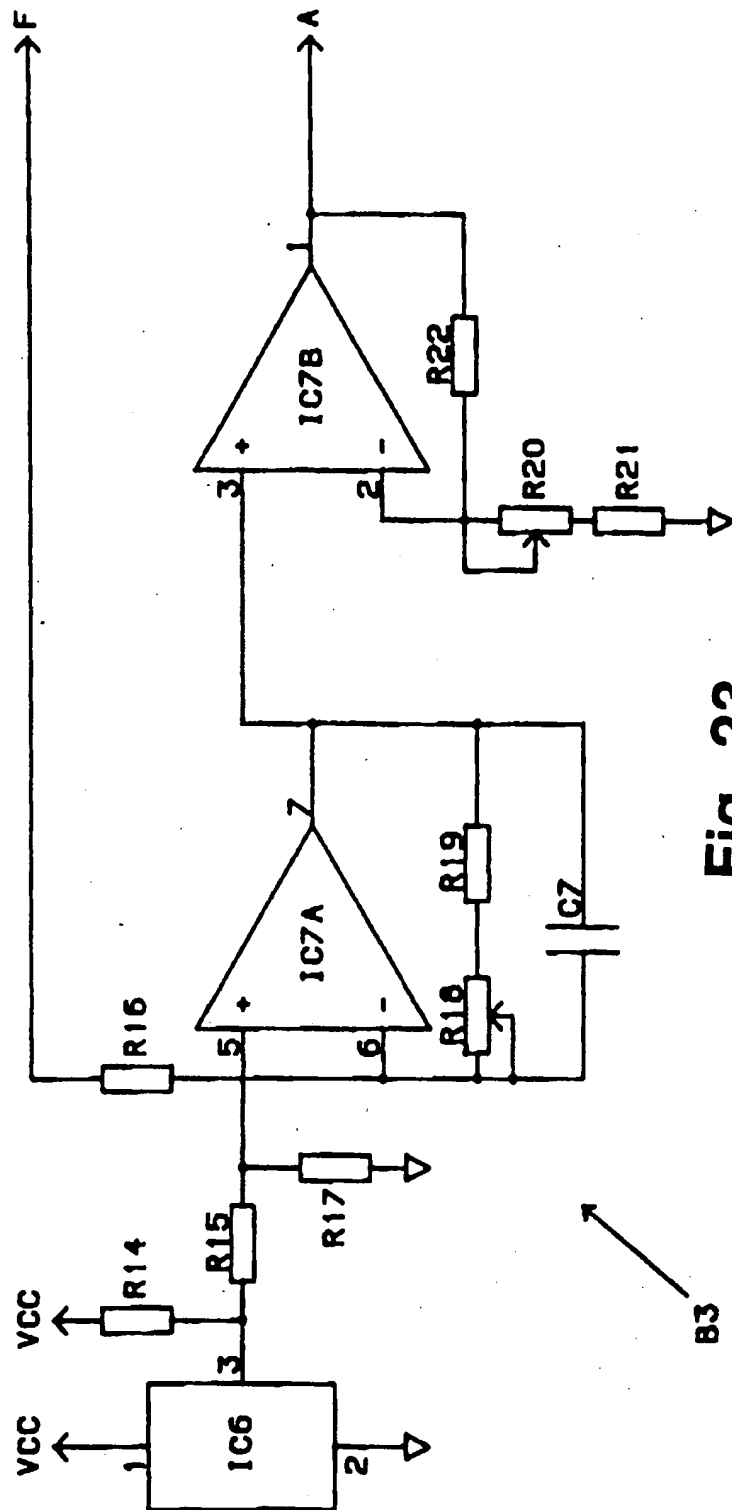 VCC
VCC
F
R14
R16
1
IC6
3
R15
5
+
IC7A
7
3
+
IC7B
1
A
2
R17
6
-
2
-
R18
R19
R22
C7
R20
R21
B3
Fig.